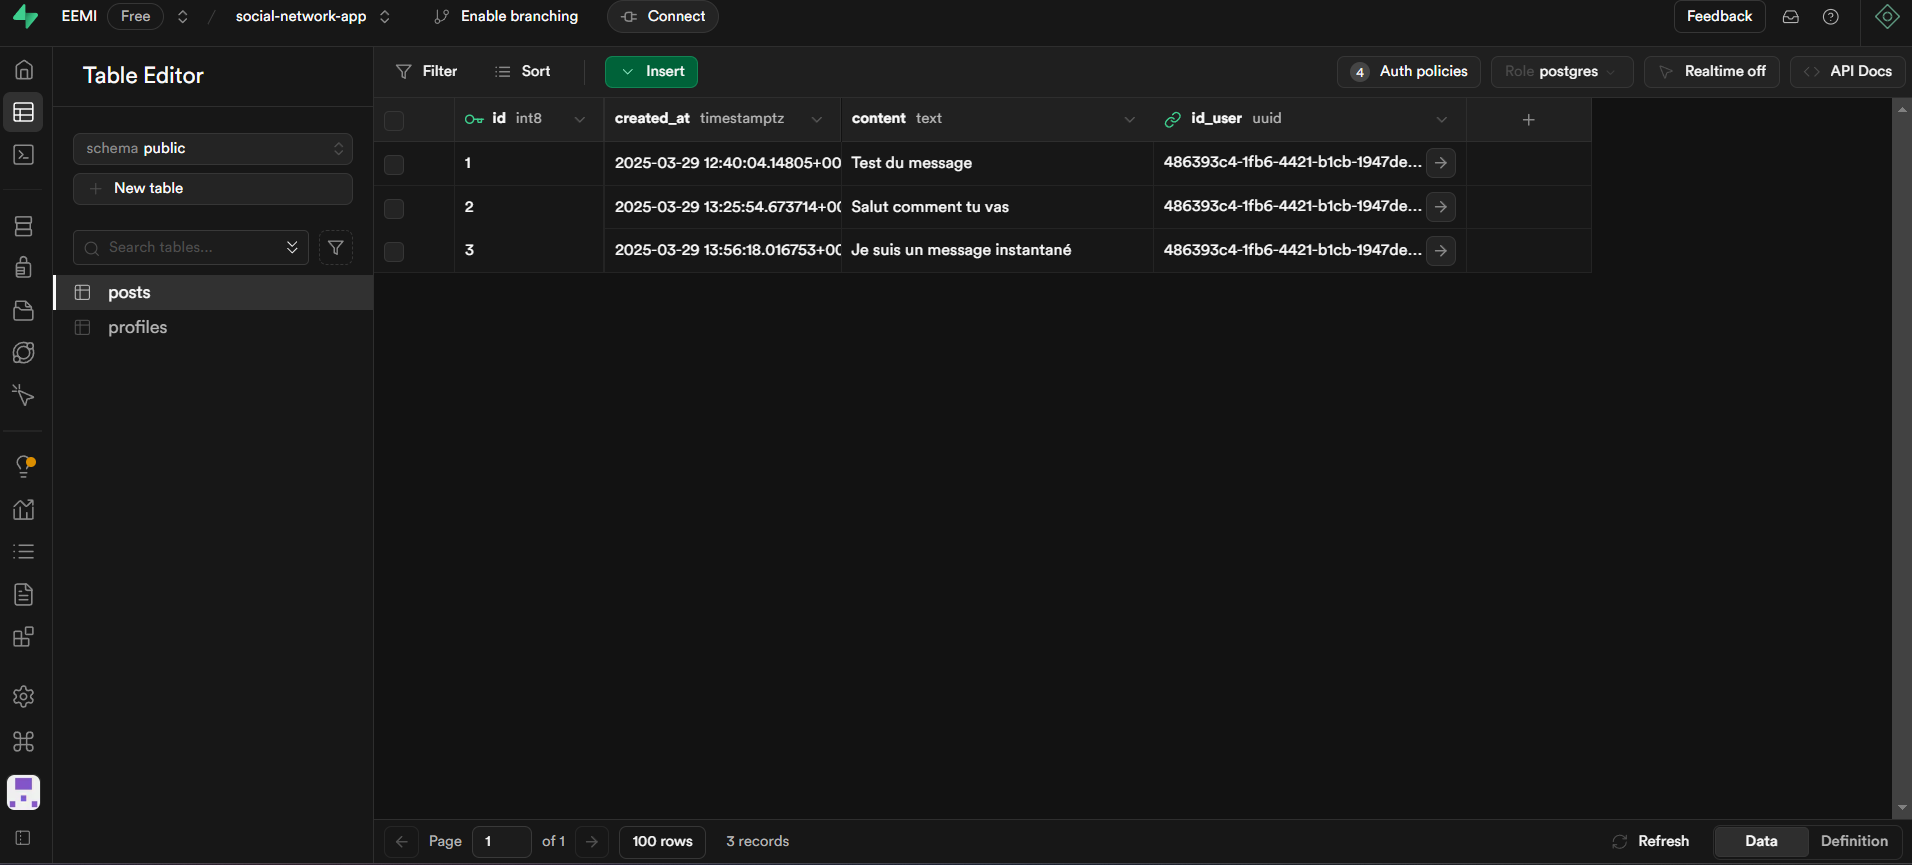 EEMI Free / social-network-app Enable branching Connect Feedback
Table Editor
Filter Sort Insert 4 Auth policies Role postgres Realtime off API Docs
schema public
New table
Search tables...
posts
profiles
id int8 created_at timestamptz content text id_user uuid
1 2025-03-29 12:40:04.14805+00 Test du message 486393c4-1fb6-4421-b1cb-1947de...
2 2025-03-29 13:25:54.673714+00 Salut comment tu vas 486393c4-1fb6-4421-b1cb-1947de...
3 2025-03-29 13:56:18.016753+00 Je suis un message instantané 486393c4-1fb6-4421-b1cb-1947de...
Page 1 of 1 100 rows 3 records Refresh Data Definition